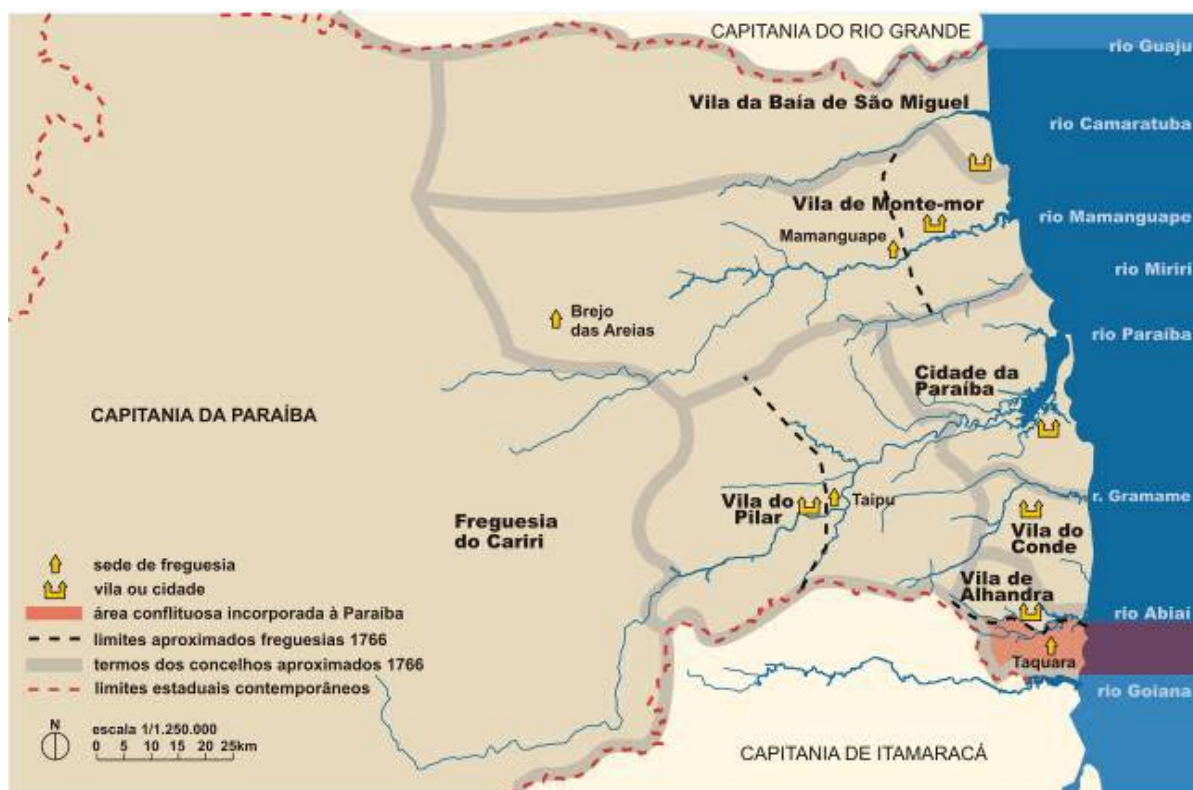 CAPITANIA DO RIO GRANDE
rio Guaju
Vila da Baía de São Miguel
rio Camaratuba
Vila de Monte-mor
rio Mamanguape
Mamanguape
rio Miriri
Brejo
das Areias
rio Paraíba
Cidade da
Paraíba
CAPITANIA DA PARAÍBA
Vila do
Pilar
Taipu
r. Gramame
Freguesia
do Cariri
Vila do
Conde
Vila de
Alhandra
rio Abiai
Taquara
rio Goiana
CAPITANIA DE ITAMARACÁ
sede de freguesia
vila ou cidade
área conflituosa incorporada à Paraíba
limites aproximados freguesias 1766
termos dos concelhos aproximados 1766
limites estaduais contemporâneos
N
escala 1/1.250.000
0 5 10 15 20 25km